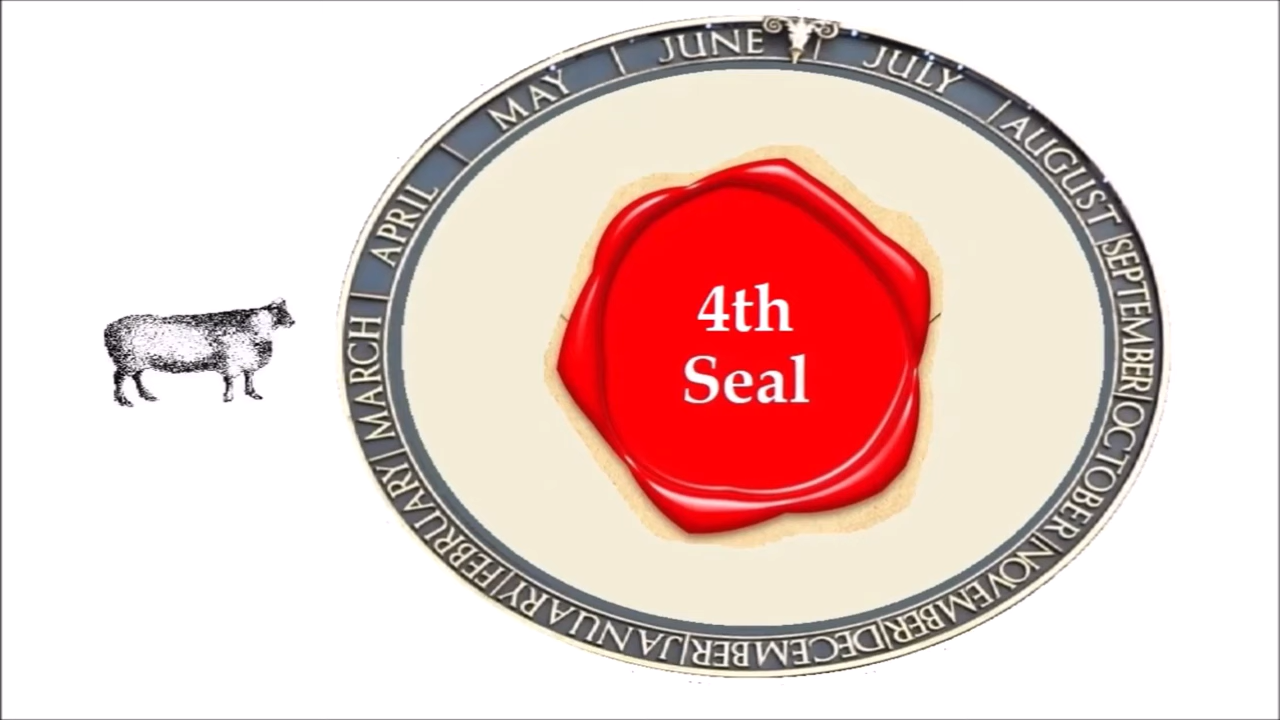 4th
Seal
JANUARY
FEBRUARY
MARCH
APRIL
MAY
JUNE
JULY
AUGUST
SEPTEMBER
OCTOBER
NOVEMBER
DECEMBER